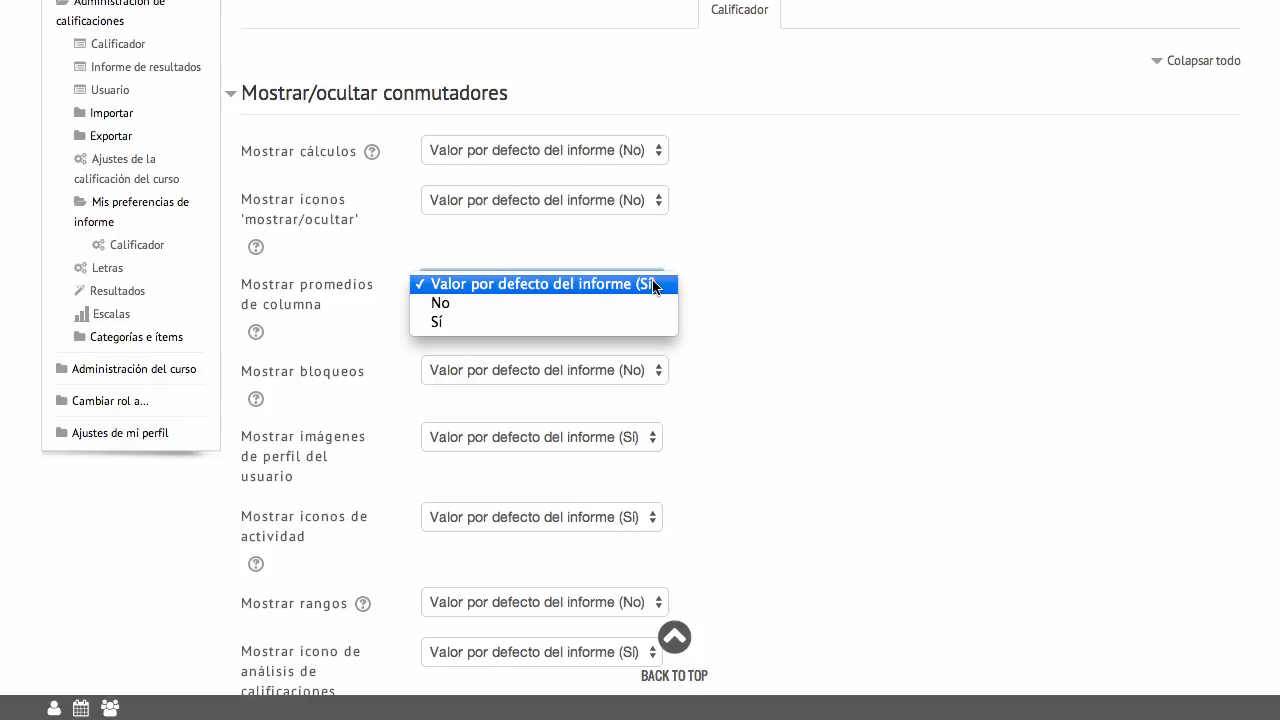 Administración de
calificaciones
Calificador
Informe de resultados
Usuario
Importar
Exportar
Ajustes de la
calificación del curso
Mis preferencias de
informe
Calificador
Letras
Resultados
Escalas
Categorías e ítems
Administración del curso
Cambiar rol a...
Ajustes de mi perfil
Calificador
Colapsar todo
Mostrar/ocultar conmutadores
Mostrar cálculos
Valor por defecto del informe (No)
Mostrar iconos
'mostrar/ocultar'
Valor por defecto del informe (No)
Mostrar promedios
de columna
✓ Valor por defecto del informe (Sí)
No
Sí
Mostrar bloqueos
Valor por defecto del informe (No)
Mostrar imágenes
de perfil del
usuario
Valor por defecto del informe (Sí)
Mostrar iconos de
actividad
Valor por defecto del informe (Sí)
Mostrar rangos
Valor por defecto del informe (No)
Mostrar icono de
análisis de
calificaciones
Valor por defecto del informe (Sí)
BACK TO TOP